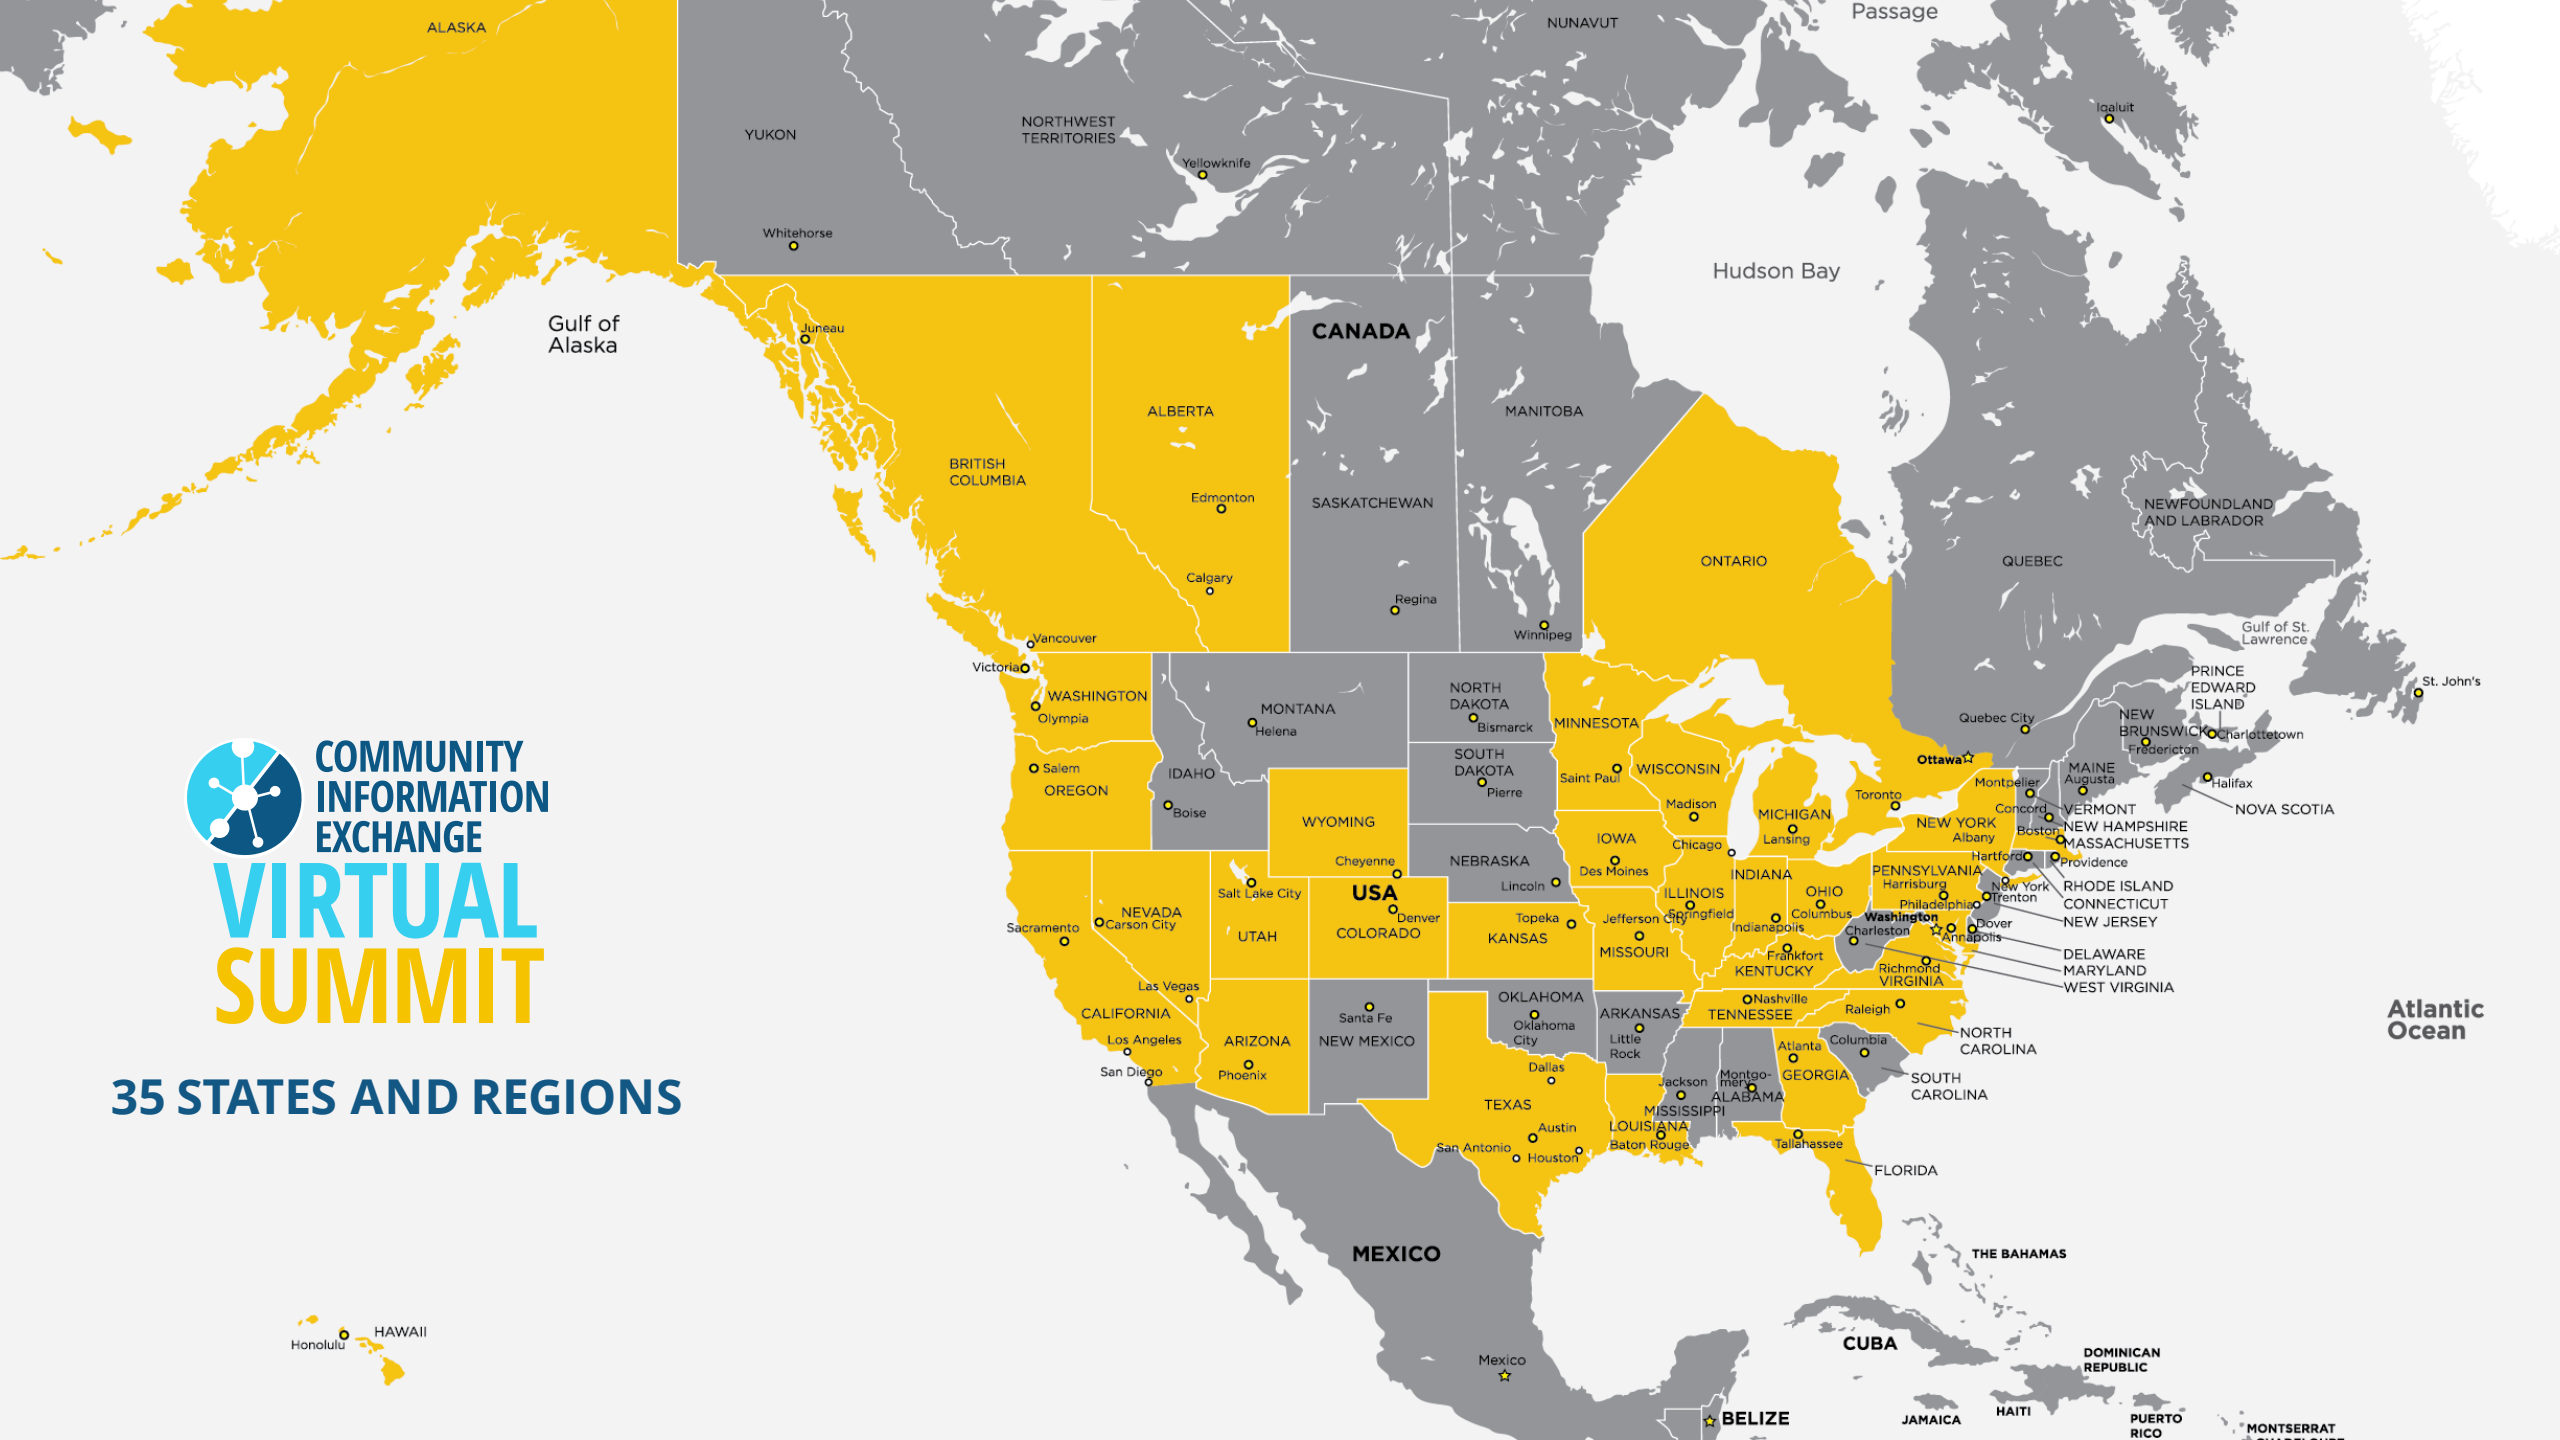 Passage
ALASKA
NUNAVUT
Iqaluit
YUKON
NORTHWEST
TERRITORIES
Yellowknife
Whitehorse
Hudson Bay
Gulf of
Alaska
Juneau
CANADA
ALBERTA
MANITOBA
BRITISH
COLUMBIA
Edmonton
SASKATCHEWAN
NEWFOUNDLAND
AND LABRADOR
ONTARIO
QUEBEC
Calgary
Regina
Winnipeg
Gulf of St.
Lawrence
Vancouver
Victoria
PRINCE
EDWARD
ISLAND
St. John's
WASHINGTON
Olympia
MONTANA
Helena
NORTH
DAKOTA
Bismarck
MINNESOTA
Quebec City
NEW
BRUNSWICK
Charlottetown
Fredericton
COMMUNITY
INFORMATION
EXCHANGE
VIRTUAL
SUMMIT
35 STATES AND REGIONS
Salem
OREGON
IDAHO
Boise
SOUTH
DAKOTA
Pierre
Saint Paul
WISCONSIN
Madison
Ottawa
MAINE
Augusta
Montpelier
Halifax
NOVA SCOTIA
Toronto
MICHIGAN
Lansing
Concord
VERMONT
NEW YORK
Albany
Boston
NEW HAMPSHIRE
MASSACHUSETTS
WYOMING
Cheyenne
IOWA
Des Moines
Chicago
Hartford
Providence
NEBRASKA
Lincoln
INDIANA
PENNSYLVANIA
Harrisburg
New York
Trenton
RHODE ISLAND
CONNECTICUT
NEW JERSEY
Salt Lake City
USA
Denver
COLORADO
ILLINOIS
Springfield
OHIO
Columbus
Philadelphia
Washington
Dover
Annapolis
Charleston
NEVADA
Carson City
Sacramento
UTAH
Topeka
KANSAS
Jefferson City
MISSOURI
Indianapolis
Frankfort
KENTUCKY
Richmond
VIRGINIA
DELAWARE
MARYLAND
WEST VIRGINIA
Las Vegas
CALIFORNIA
Los Angeles
San Diego
ARIZONA
Phoenix
Santa Fe
NEW MEXICO
OKLAHOMA
Oklahoma
City
ARKANSAS
Little
Rock
Nashville
TENNESSEE
Raleigh
NORTH
CAROLINA
Atlantic
Ocean
Dallas
TEXAS
Austin
San Antonio
Houston
Jackson
MISSISSIPPI
Montgo-
mery
ALABAMA
Atlanta
GEORGIA
Columbia
SOUTH
CAROLINA
LOUISIANA
Baton Rouge
Tallahassee
FLORIDA
MEXICO
Mexico
THE BAHAMAS
Honolulu
HAWAII
CUBA
DOMINICAN
REPUBLIC
BELIZE
JAMAICA
HAITI
PUERTO
RICO
MONTSERRAT